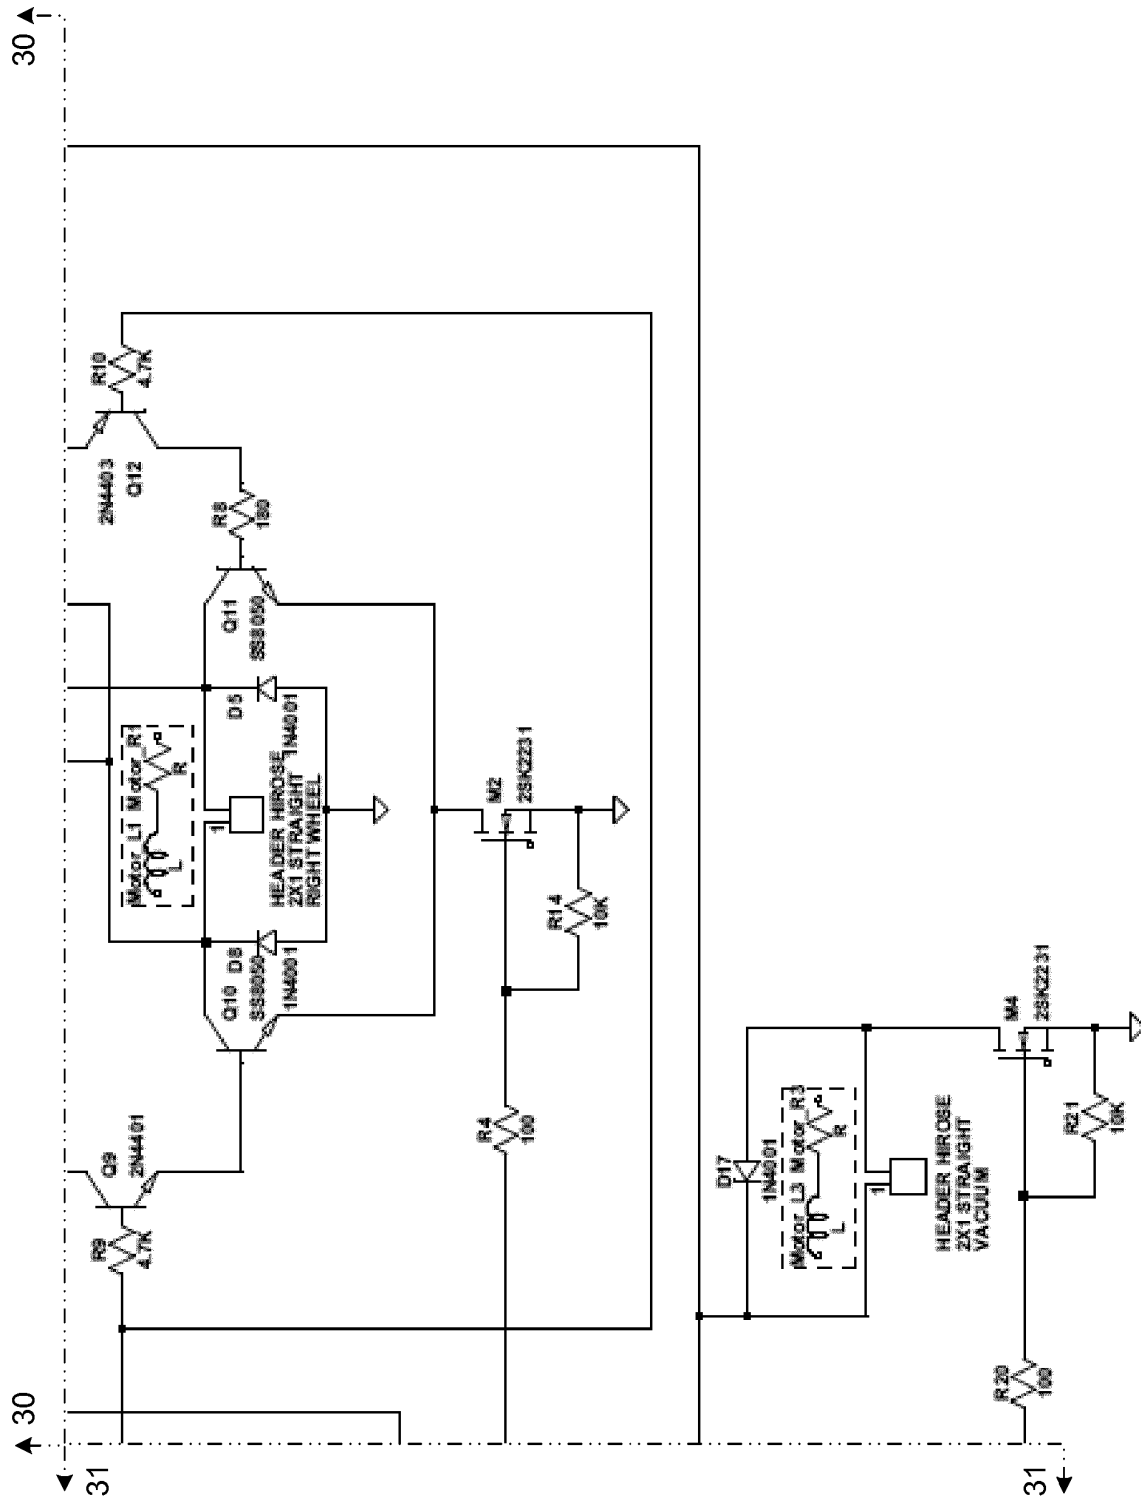 30
R10
4.7K
2N4403
Q12
R8
180
Q11
SS8050
D5
1N4001
Motor_L1 Motor_R1
L
R
1
HEADER HIROSE
2X1 STRAIGHT
RIGHT WHEEL
M2
2SK2231
R14
10K
Q10
SS8050
D8
1N4001
R4
100
Q9
2N4401
R9
4.7K
M4
2SK2231
R21
10K
D17
1N4001
Motor_L3 Motor_R3
L
R
1
HEADER HIROSE
2X1 STRAIGHT
VACUUM
R20
100
30
31
31